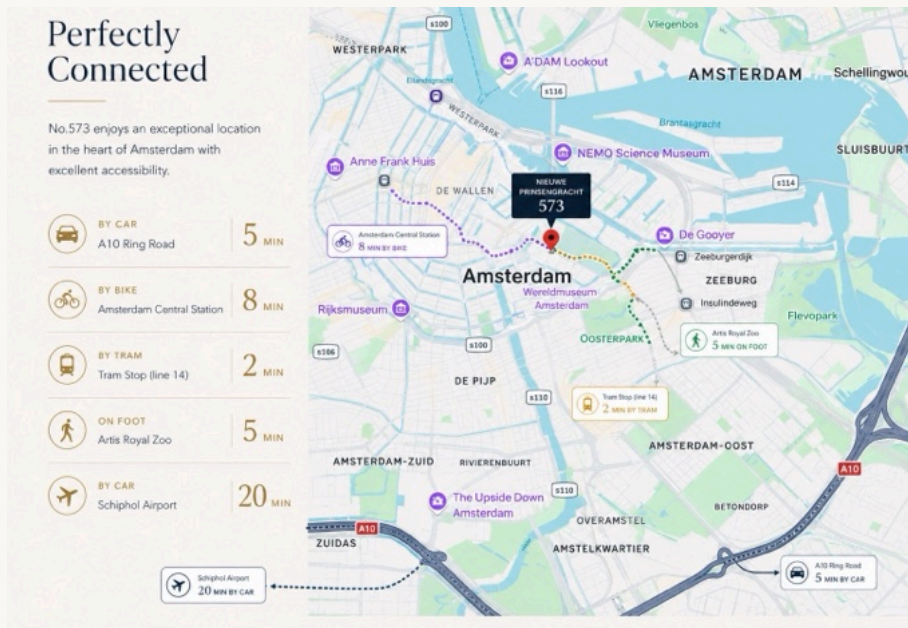 Perfectly
Connected
No.573 enjoys an exceptional location
in the heart of Amsterdam with
excellent accessibility.
BY CAR
A10 Ring Road
5 MIN
BY BIKE
Amsterdam Central Station
8 MIN
BY TRAM
Tram Stop (line 14)
2 MIN
ON FOOT
Artis Royal Zoo
5 MIN
BY CAR
Schiphol Airport
20 MIN
s100
Vliegenbos
WESTERPARK
A'DAM Lookout
AMSTERDAM
Schellingwou
Eilandsgracht
s116
WESTERPARK
Brantasgracht
SLUISBUURT
Anne Frank Huis
NEMO Science Museum
DE WALLEN
NIEUWE
PRINSENGRACHT
573
s114
Amsterdam Central Station
8 MIN BY BIKE
De Gooyer
Zeeburgerdijk
ZEEBURG
Amsterdam
Wereldmuseum
Amsterdam
Insulindeweg
Rijksmuseum
Flevopark
OOSTERPARK
Artis Royal Zoo
5 MIN ON FOOT
s106
s100
DE PIJP
s110
Tram Stop (line 14)
2 MIN BY TRAM
AMSTERDAM-OOST
AMSTERDAM-ZUID
RIVIERENBUURT
A10
s110
The Upside Down
Amsterdam
BETONDORP
OVERAMSTEL
A10
ZUIDAS
AMSTELKWARTIER
Schiphol Airport
20 MIN BY CAR
A10 Ring Road
5 MIN BY CAR